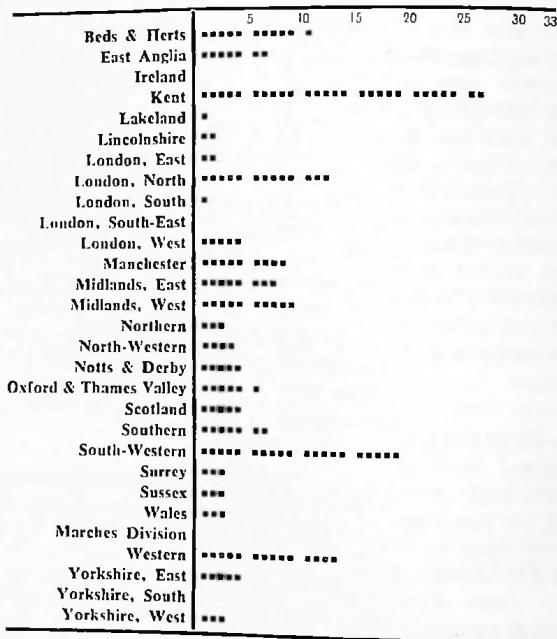 5 10 15 20 25 30 33
Beds & Herts
East Anglia
Ireland
Kent
Lakeland
Lincolnshire
London, East
London, North
London, South
London, South-East
London, West
Manchester
Midlands, East
Midlands, West
Northern
North-Western
Notts & Derby
Oxford & Thames Valley
Scotland
Southern
South-Western
Surrey
Sussex
Wales
Marches Division
Western
Yorkshire, East
Yorkshire, South
Yorkshire, West